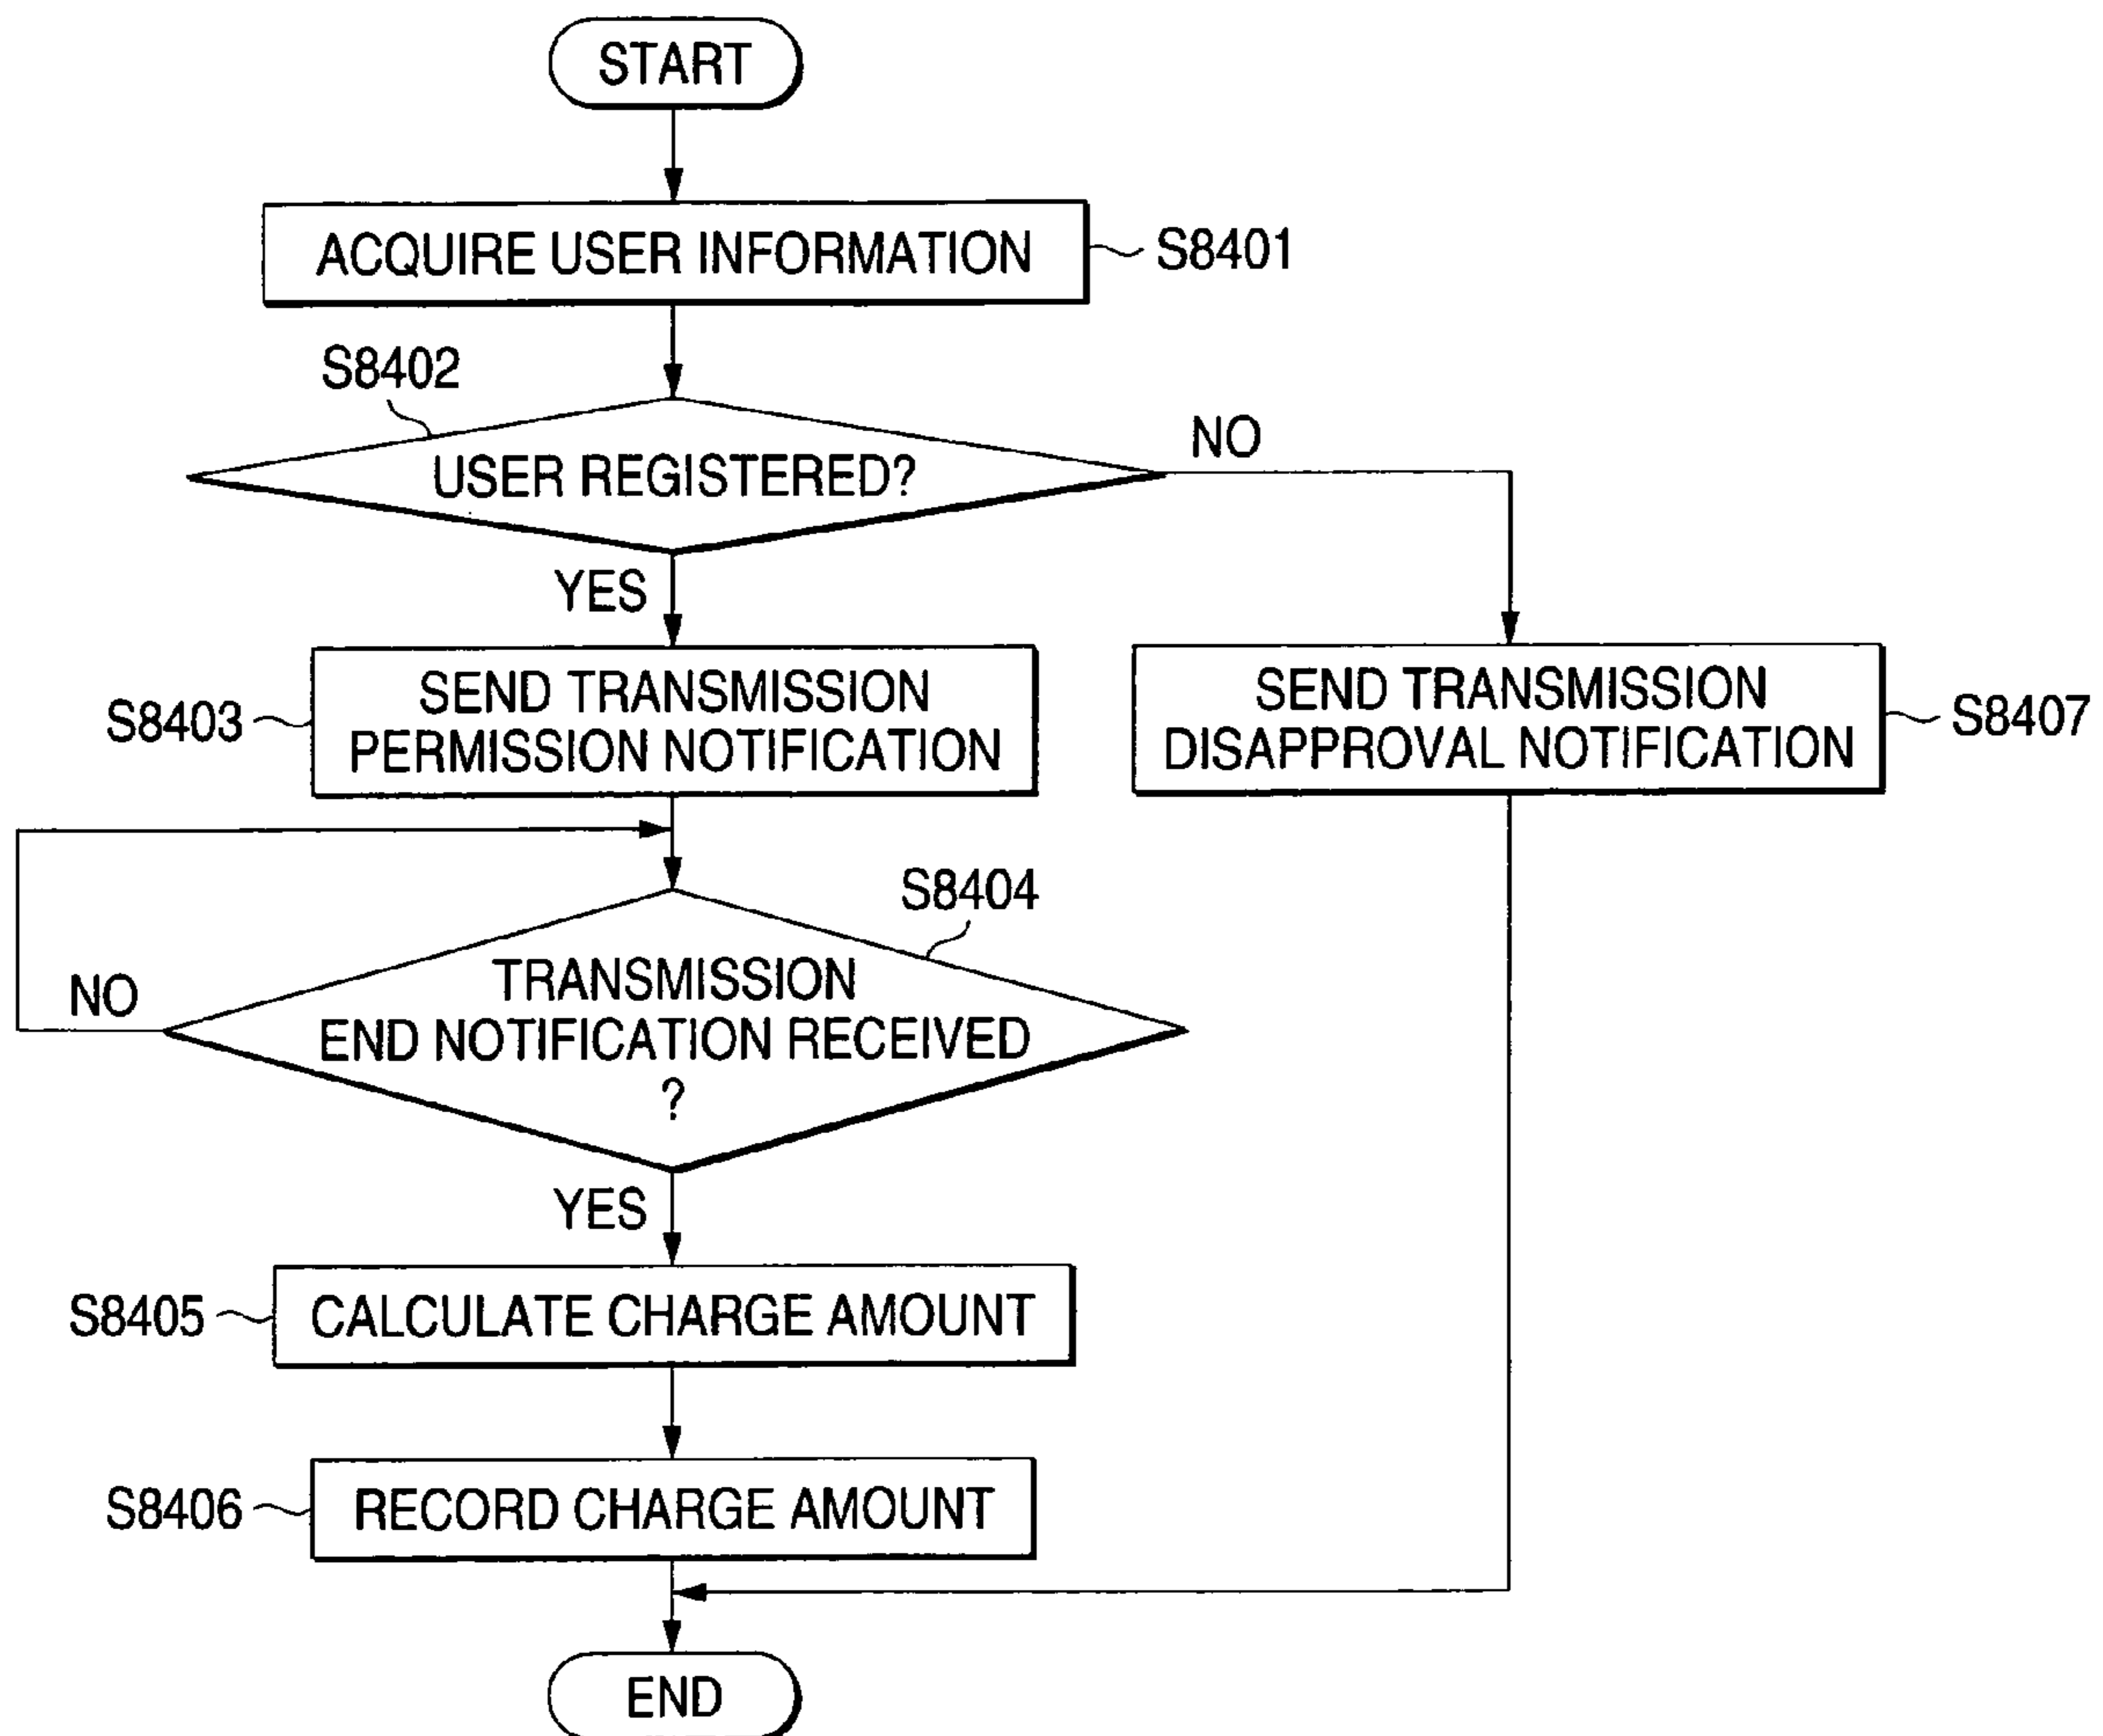 START
ACQUIRE USER INFORMATION
S8401
S8402
USER REGISTERED?
NO
YES
SEND TRANSMISSION
PERMISSION NOTIFICATION
S8403
SEND TRANSMISSION
DISAPPROVAL NOTIFICATION
S8407
S8404
TRANSMISSION
END NOTIFICATION RECEIVED
?
NO
YES
S8405
CALCULATE CHARGE AMOUNT
S8406
RECORD CHARGE AMOUNT
END